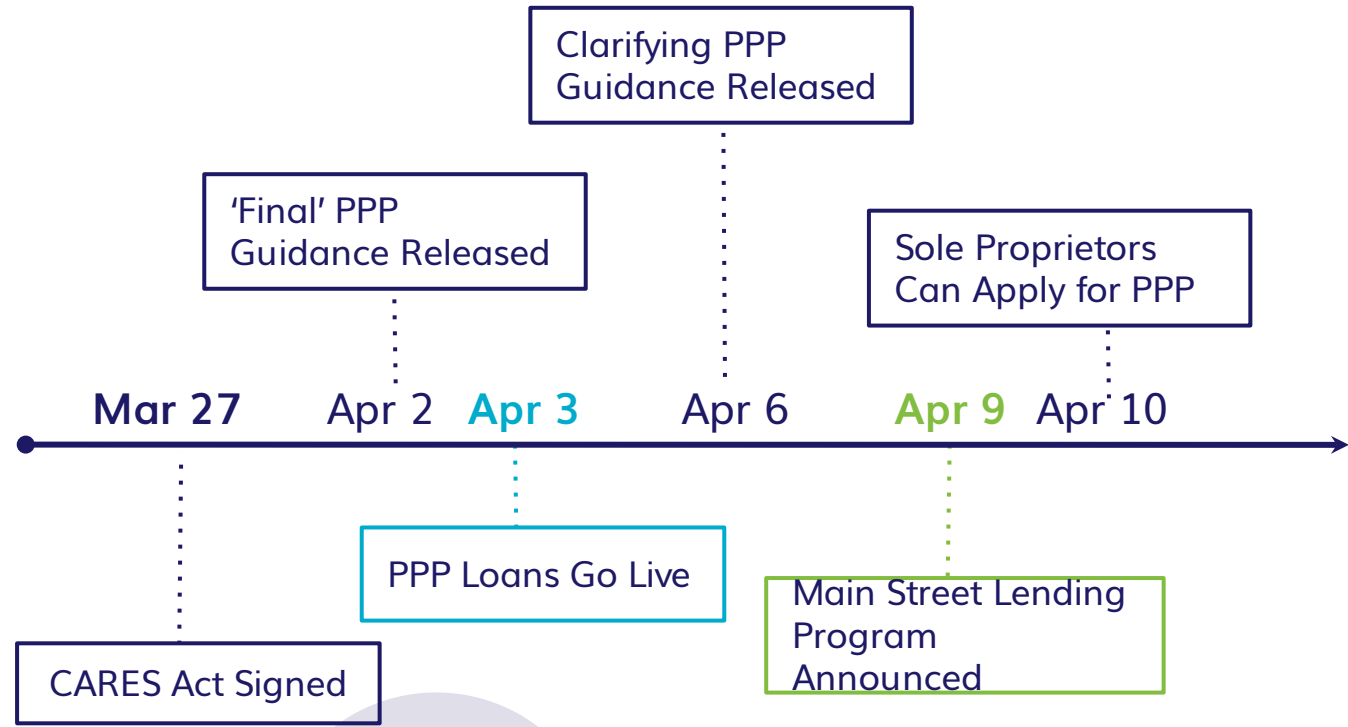 Clarifying PPP
Guidance Released
‘Final’ PPP
Guidance Released
Sole Proprietors
Can Apply for PPP
Mar 27 Apr 2 Apr 3 Apr 6 Apr 9 Apr 10
PPP Loans Go Live
Main Street Lending
Program
Announced
CARES Act Signed